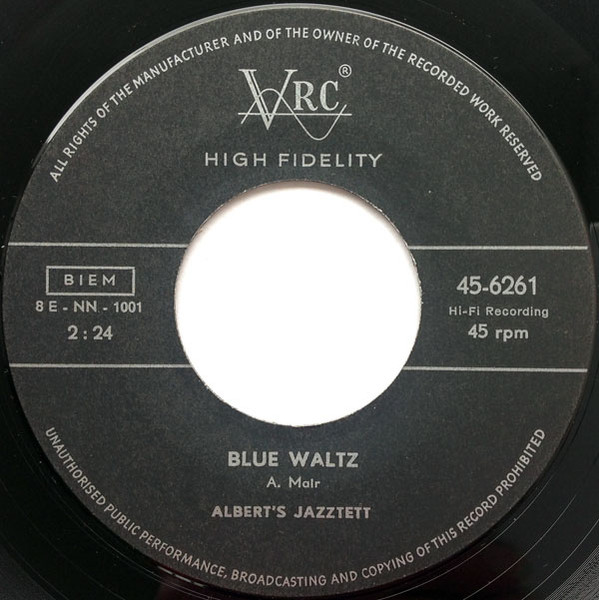 ALL RIGHTS OF THE MANUFACTURER AND OF THE OWNER OF THE RECORDED WORK RESERVED
VRC®
HIGH FIDELITY
BIEM
8 E - NN - 1001
2 : 24
45-6261
Hi-Fi Recording
45 rpm
BLUE WALTZ
A. Mair
ALBERT'S JAZZTETT
UNAUTHORISED PUBLIC PERFORMANCE, BROADCASTING AND COPYING OF THIS RECORD PROHIBITED